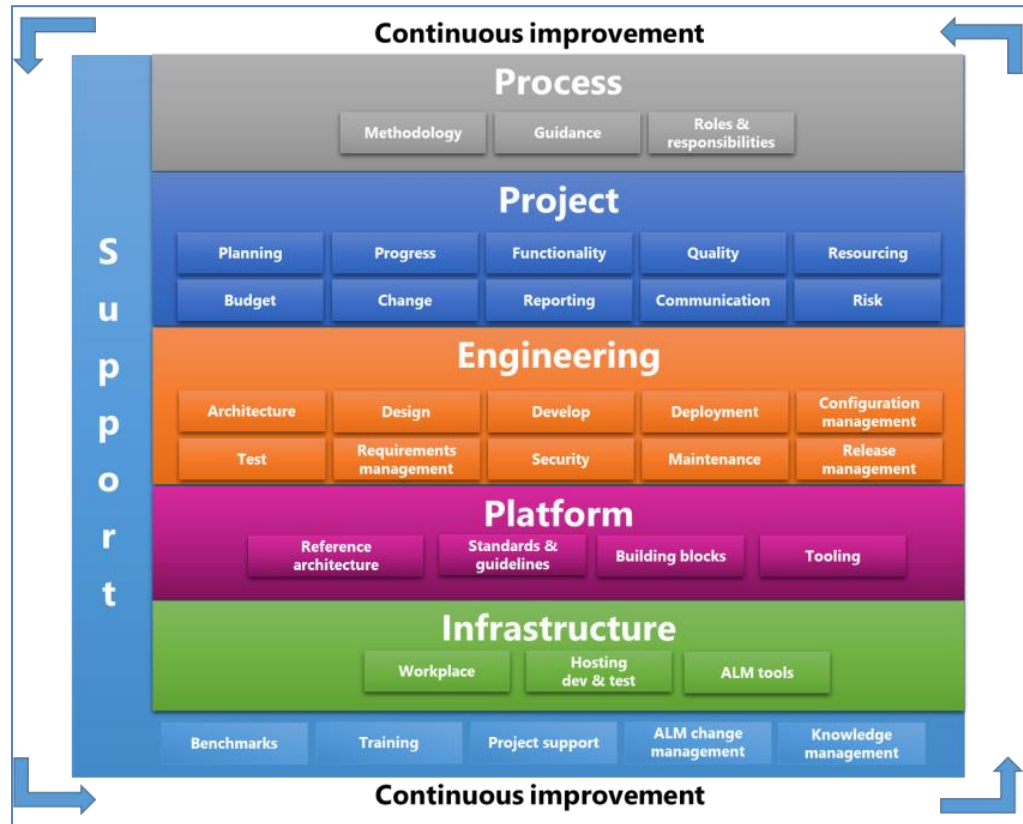 Continuous improvement
Process
Methodology
Guidance
Roles &
responsibilities
Project
Planning
Progress
Functionality
Quality
Resourcing
Budget
Change
Reporting
Communication
Risk
Engineering
Architecture
Design
Develop
Deployment
Configuration
management
Test
Requirements
management
Security
Maintenance
Release
management
Platform
Reference
architecture
Standards &
guidelines
Building blocks
Tooling
Infrastructure
Workplace
Hosting
dev & test
ALM tools
Support
Benchmarks
Training
Project support
ALM change
management
Knowledge
management
Continuous improvement